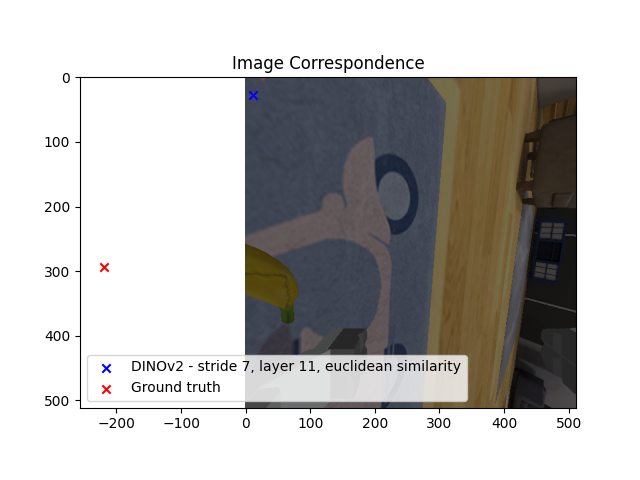 Image Correspondence
0
100
200
300
400
500
DINOv2 - stride 7, layer 11, euclidean similarity
Ground truth
−200 −100 0 100 200 300 400 500